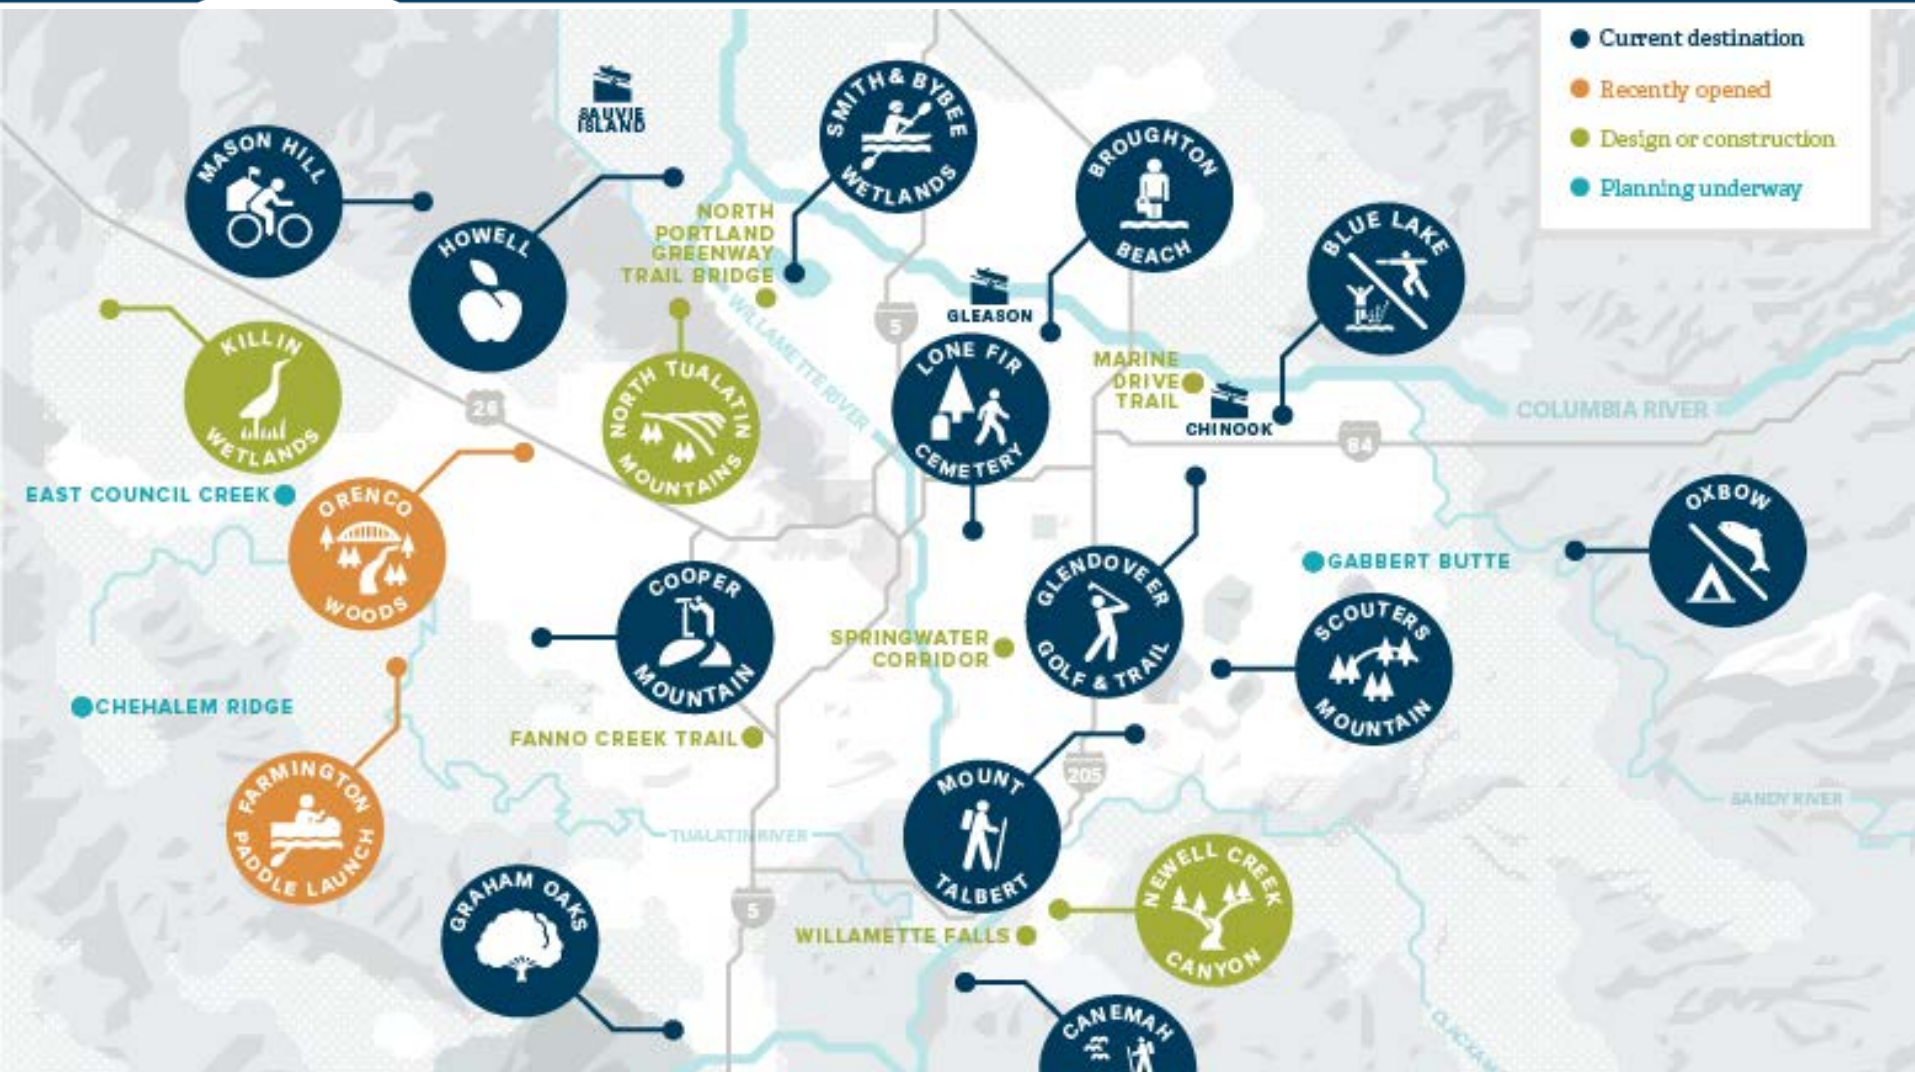 Current destination
Recently opened
Design or construction
Planning underway
SAUVIE
ISLAND
SMITH & BYBEE
WETLANDS
MASON HILL
BROUGHTON
BEACH
HOWELL
NORTH
PORTLAND
GREENWAY
TRAIL BRIDGE
BLUE LAKE
WILLAMETTE RIVER
5
GLEASON
KILLIN
WETLANDS
NORTH TUALATIN
MOUNTAINS
LONE FIR
CEMETERY
MARINE
DRIVE
TRAIL
CHINOOK
COLUMBIA RIVER
26
84
EAST COUNCIL CREEK
ORENCO
WOODS
OXBOW
GABBERT BUTTE
COOPER
MOUNTAIN
GLENDOVEER
GOLF & TRAIL
SPRINGWATER
CORRIDOR
SCOUTERS
MOUNTAIN
CHEHALEM RIDGE
FANNO CREEK TRAIL
FARMINGTON
PADDLE LAUNCH
MOUNT
TALBERT
205
SANDY RIVER
TUALATIN RIVER
NEWELL CREEK
CANYON
GRAHAM OAKS
5
WILLAMETTE FALLS
CANEMAH